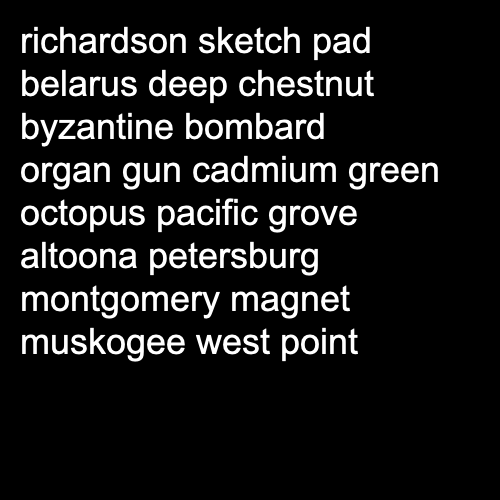 richardson sketch pad
belarus deep chestnut
byzantine bombard
organ gun cadmium green
octopus pacific grove
altoona petersburg
montgomery magnet
muskogee west point